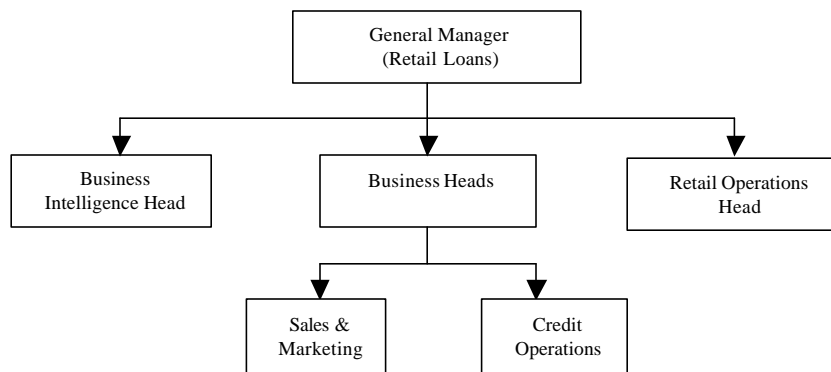 General Manager
(Retail Loans)
Business
Intelligence Head
Business Heads
Retail Operations
Head
Sales &
Marketing
Credit
Operations